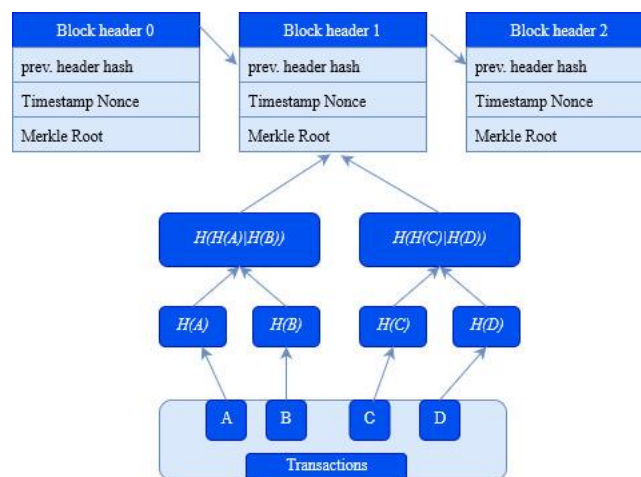 Block header 0
Block header 1
Block header 2
prev. header hash
prev. header hash
prev. header hash
Timestamp Nonce
Timestamp Nonce
Timestamp Nonce
Merkle Root
Merkle Root
Merkle Root
H(H(A)|H(B))
H(H(C)|H(D))
H(A)
H(B)
H(C)
H(D)
A
B
C
D
Transactions